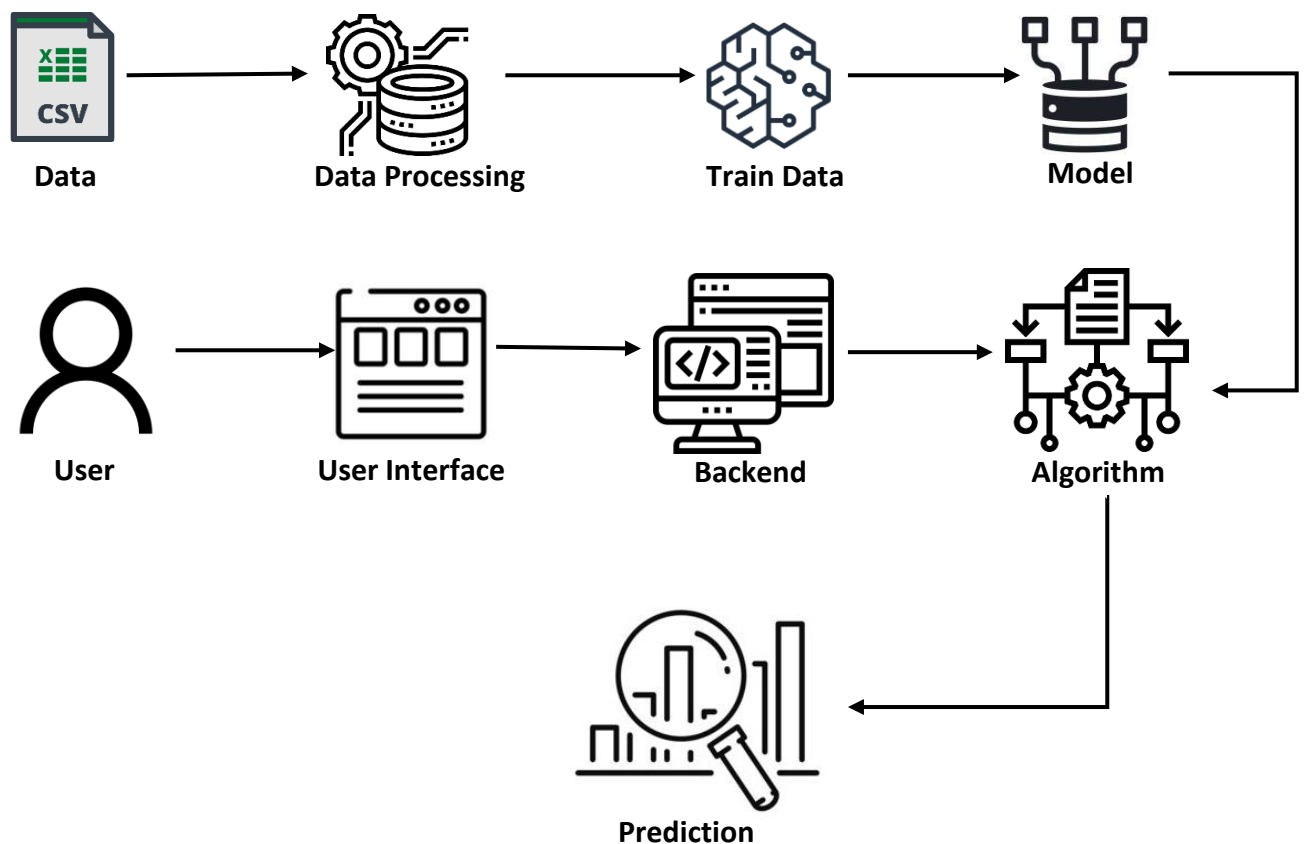 X
CSV
Data
Data Processing
Train Data
Model
</>
User
User Interface
Backend
Algorithm
Prediction